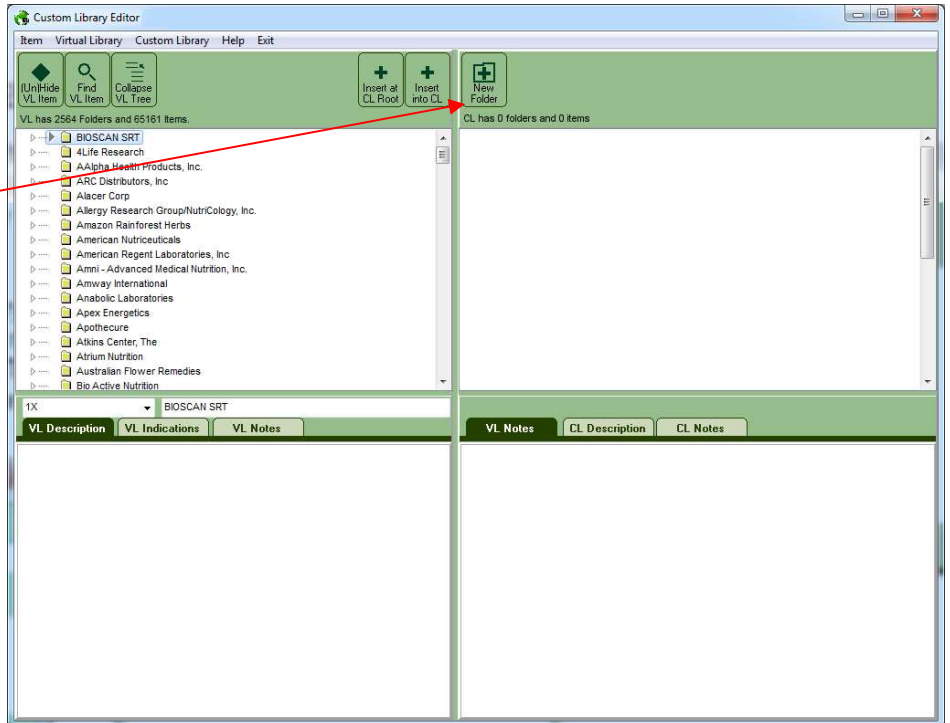 Custom Library Editor
Item Virtual Library Custom Library Help Exit
(Un)Hide
VL Item
Find
VL Item
Collapse
VL Tree
Insert at
CL Root
Insert
into CL
New
Folder
VL has 2564 Folders and 65161 Items.
CL has 0 folders and 0 items
BIOSCAN SRT
4Life Research
AAlpha Health Products, Inc.
ARC Distributors, Inc
Alacer Corp
Allergy Research Group/NutriCology, Inc.
Amazon Rainforest Herbs
American Nutriceuticals
American Regent Laboratories, Inc
Amni - Advanced Medical Nutrition, Inc.
Amway International
Anabolic Laboratories
Apex Energetics
Apothecure
Atkins Center, The
Atrium Nutrition
Australian Flower Remedies
Bio Active Nutrition
1X BIOSCAN SRT
VL Description VL Indications VL Notes
VL Notes CL Description CL Notes